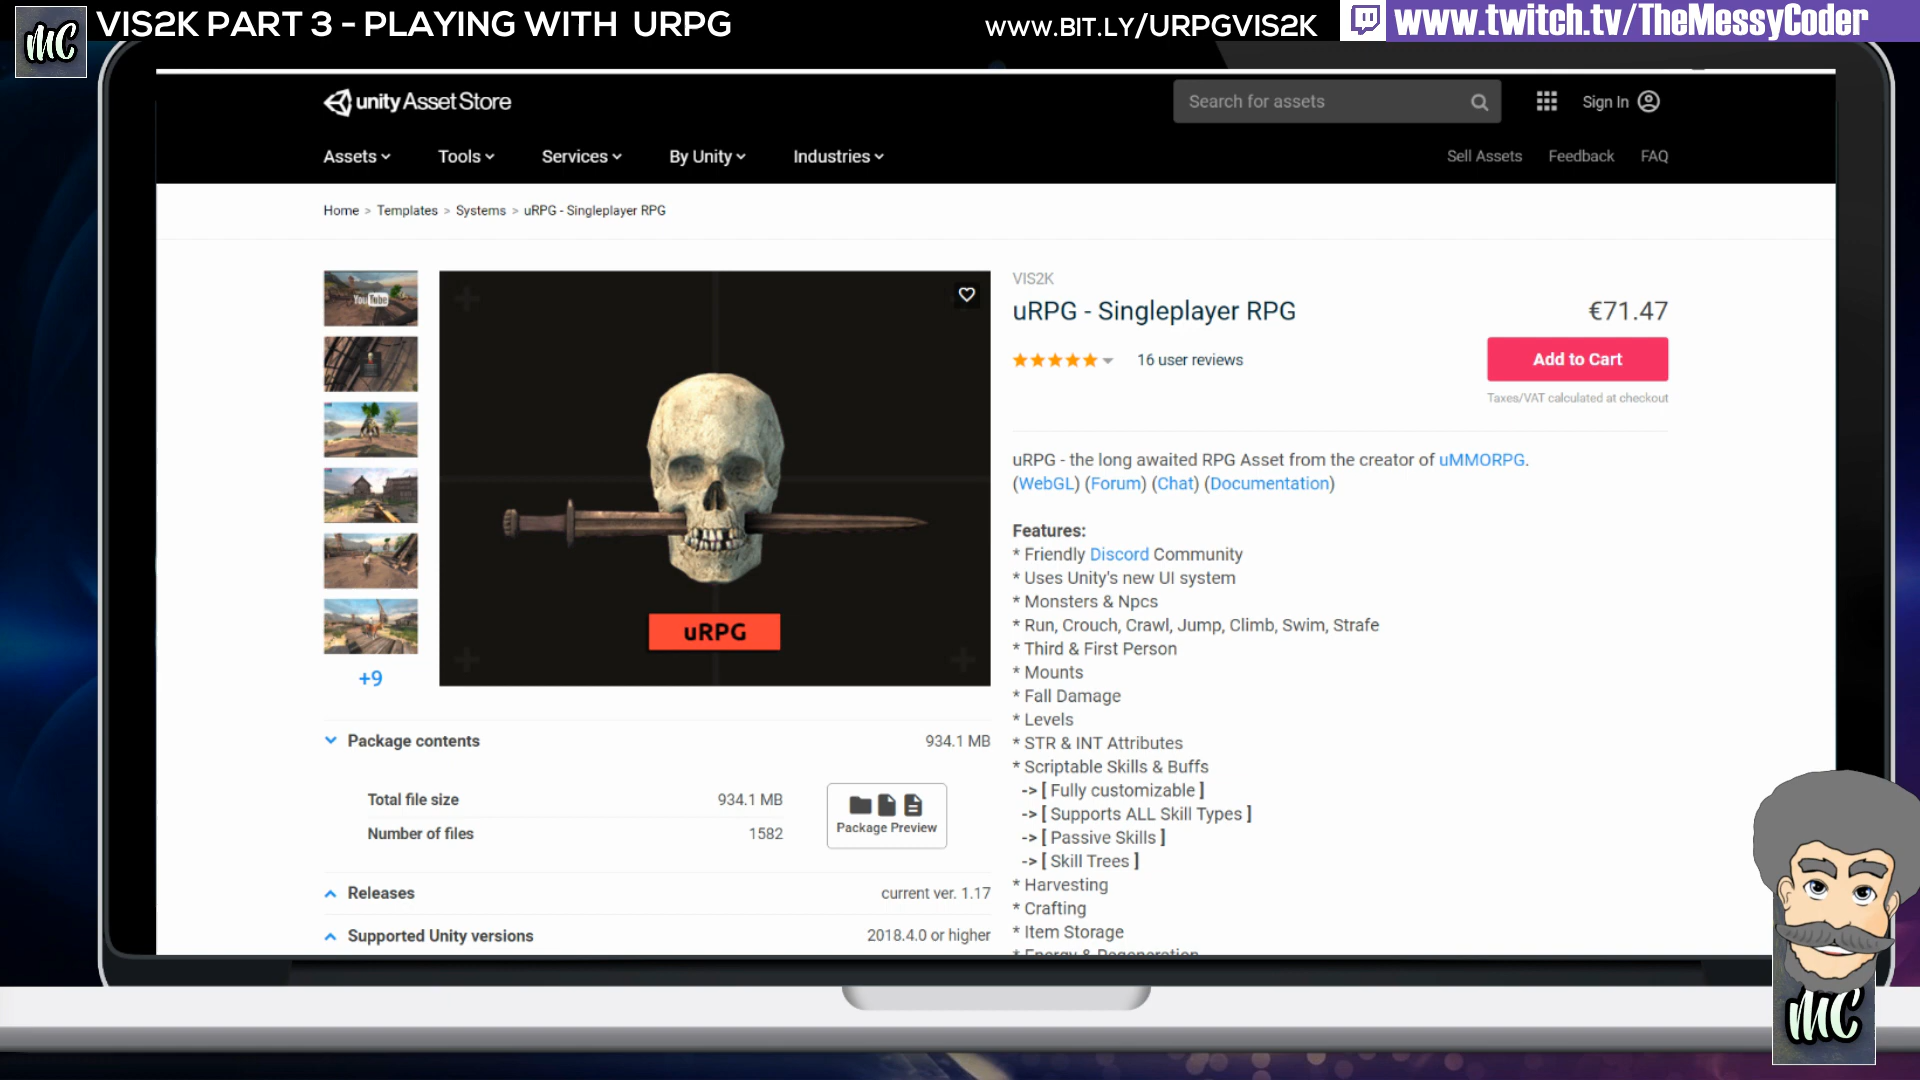 MC
VIS2K PART 3 - PLAYING WITH URPG
www.BIT.LY/URPGVIS2K
www.twitch.tv/TheMessyCoder
unity Asset Store
Search for assets
Sign In
Assets
Tools
Services
By Unity
Industries
Sell Assets
Feedback
FAQ
Home > Templates > Systems > uRPG - Singleplayer RPG
YouTube
+9
uRPG
VIS2K
uRPG - Singleplayer RPG
€71.47
16 user reviews
Add to Cart
Taxes/VAT calculated at checkout
uRPG - the long awaited RPG Asset from the creator of uMMORPG.
(WebGL) (Forum) (Chat) (Documentation)
Features:
* Friendly Discord Community
* Uses Unity's new UI system
* Monsters & Npcs
* Run, Crouch, Crawl, Jump, Climb, Swim, Strafe
* Third & First Person
* Mounts
* Fall Damage
* Levels
* STR & INT Attributes
* Scriptable Skills & Buffs
-> [ Fully customizable ]
-> [ Supports ALL Skill Types ]
-> [ Passive Skills ]
-> [ Skill Trees ]
* Harvesting
* Crafting
* Item Storage
* Energy & Regeneration
Package contents 934.1 MB
Total file size 934.1 MB
Number of files 1582
Package Preview
Releases current ver. 1.17
Supported Unity versions 2018.4.0 or higher
MC